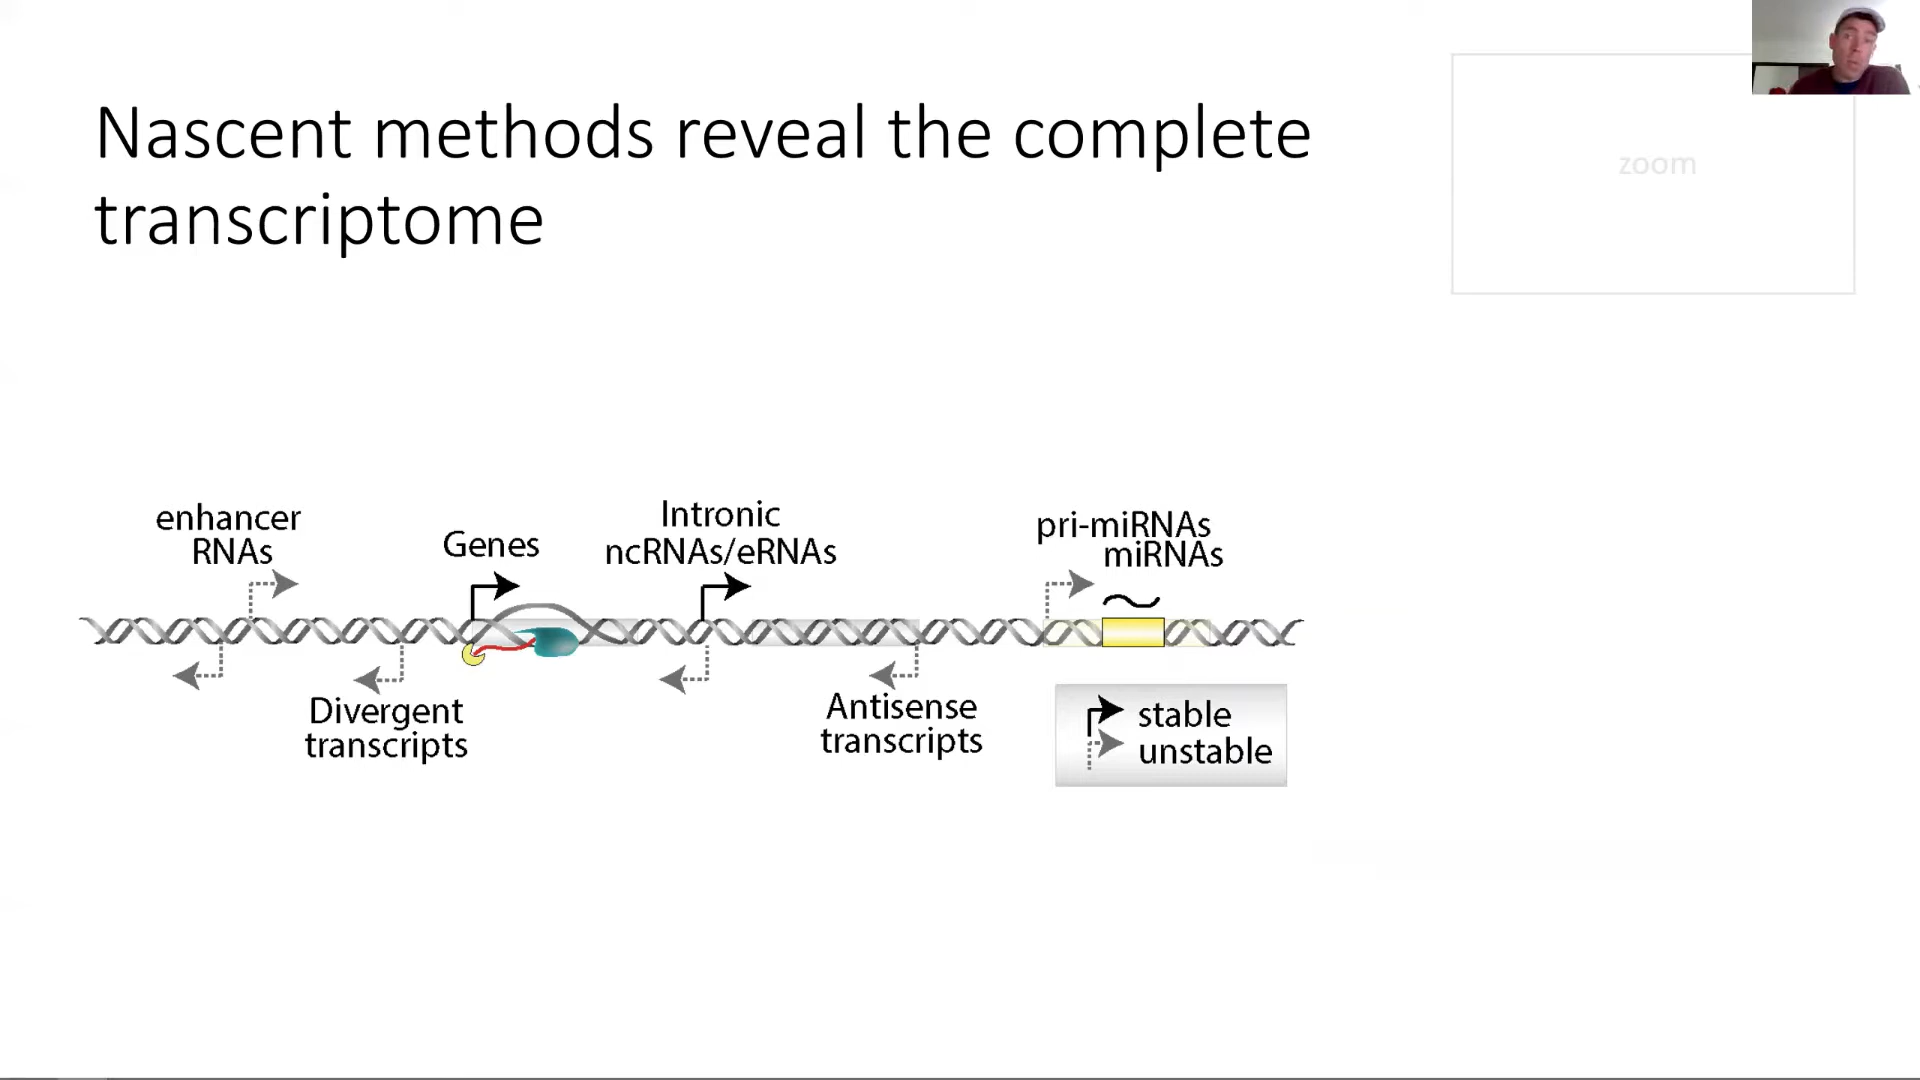 Nascent methods reveal the complete
transcriptome
zoom
enhancer
RNAs
Genes
Intronic
ncRNAs/eRNAs
pri-miRNAs
miRNAs
Divergent
transcripts
Antisense
transcripts
stable
unstable